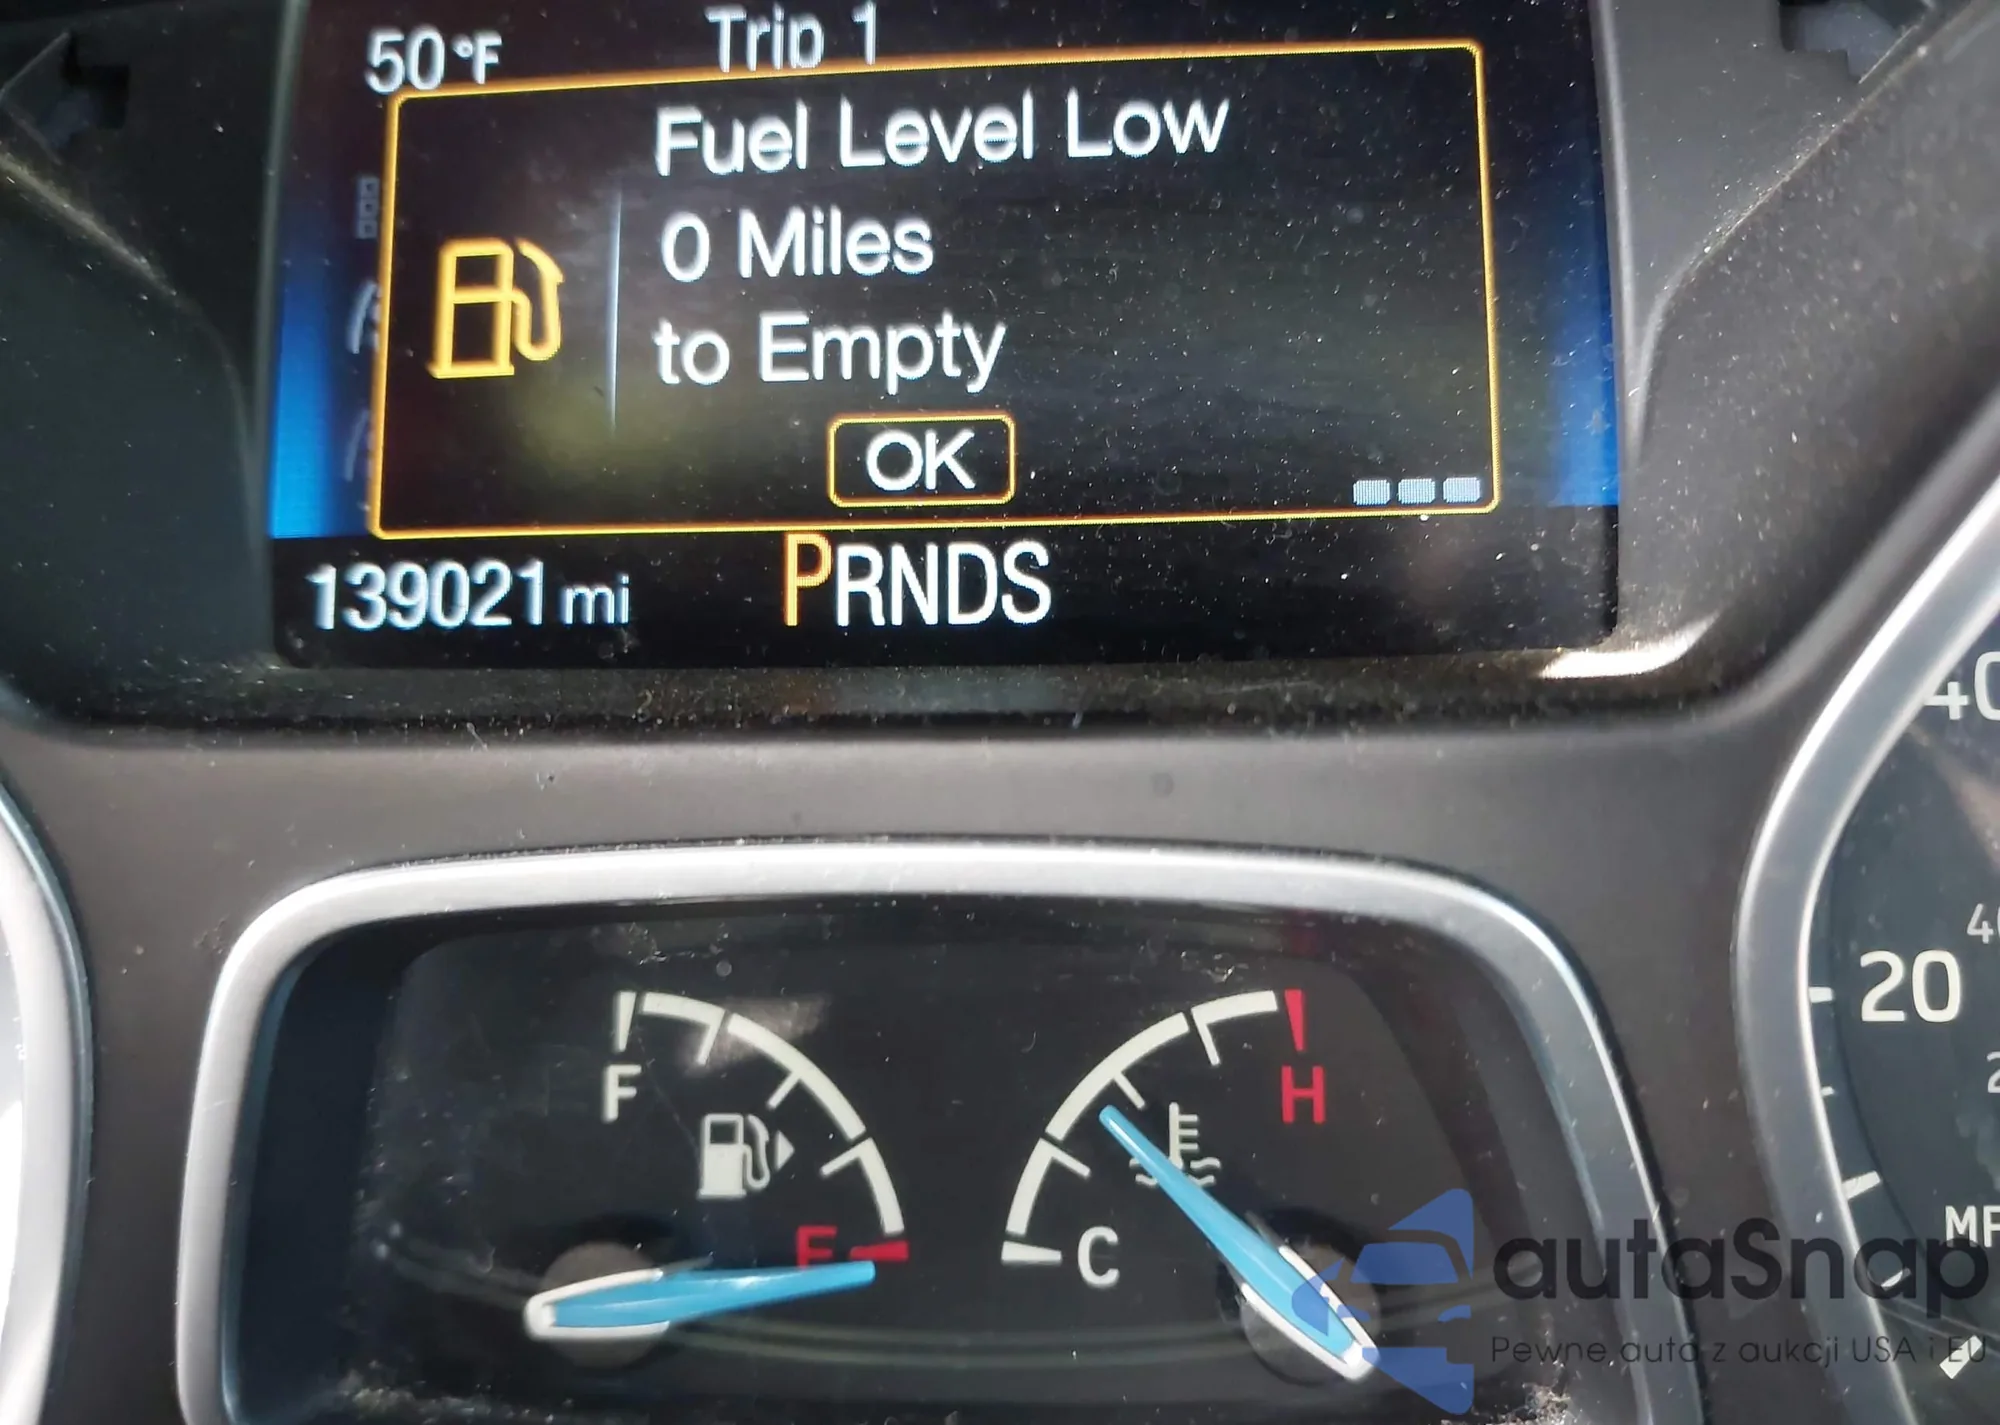 50°F Trip 1
Fuel Level Low
0 Miles
to Empty
OK
139021 mi PRNDS
40
20
F
H
E
C
autaSnap
Pewne auta z aukcji USA i EU